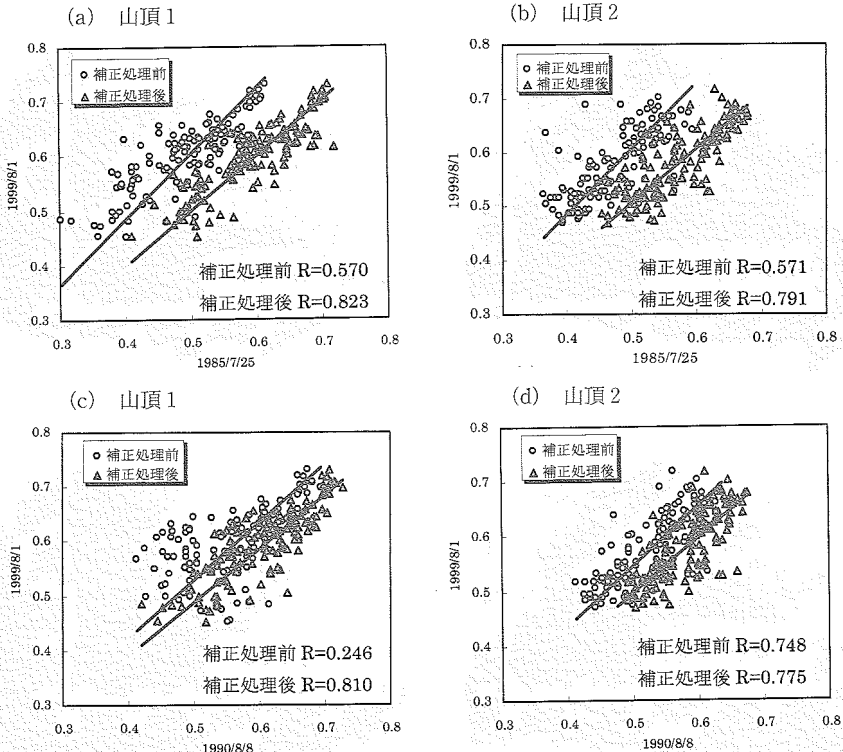 (a) 山頂1
0.8
0.7
0.6
0.5
0.4
0.3
1999/8/1
補正処理前
補正処理後
補正処理前 R=0.570
補正処理後 R=0.823
0.3 0.4 0.5 0.6 0.7 0.8
1985/7/25
(b) 山頂2
0.8
0.7
0.6
0.5
0.4
0.3
1999/8/1
補正処理前
補正処理後
補正処理前 R=0.571
補正処理後 R=0.791
0.3 0.4 0.5 0.6 0.7 0.8
1985/7/25
(c) 山頂1
0.8
0.7
0.6
0.5
0.4
0.3
1999/8/1
補正処理前
補正処理後
補正処理前 R=0.246
補正処理後 R=0.810
0.3 0.4 0.5 0.6 0.7 0.8
1990/8/8
(d) 山頂2
0.8
0.7
0.6
0.5
0.4
0.3
1999/8/1
補正処理前
補正処理後
補正処理前 R=0.748
補正処理後 R=0.775
0.3 0.4 0.5 0.6 0.7 0.8
1990/8/8